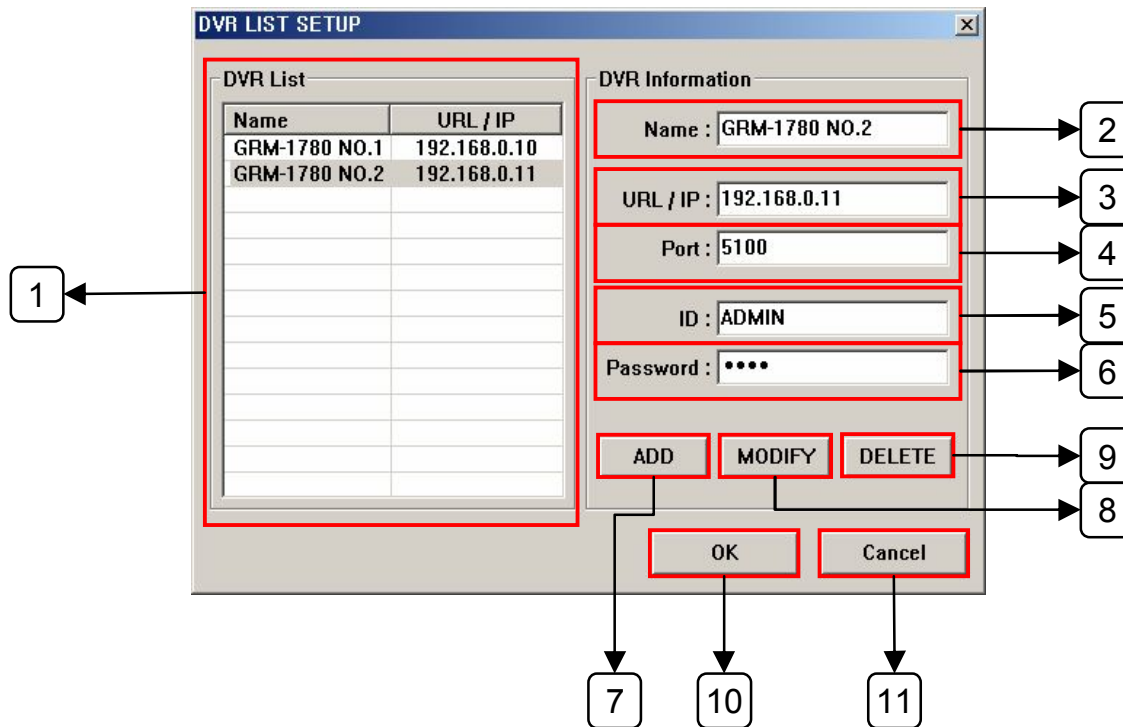 DVR LIST SETUP
DVR List
Name URL / IP
GRM-1780 NO.1 192.168.0.10
GRM-1780 NO.2 192.168.0.11
DVR Information
Name : GRM-1780 NO.2
URL / IP : 192.168.0.11
Port : 5100
ID : ADMIN
Password : ••••
ADD MODIFY DELETE
OK Cancel
1
2
3
4
5
6
9
8
7 10 11